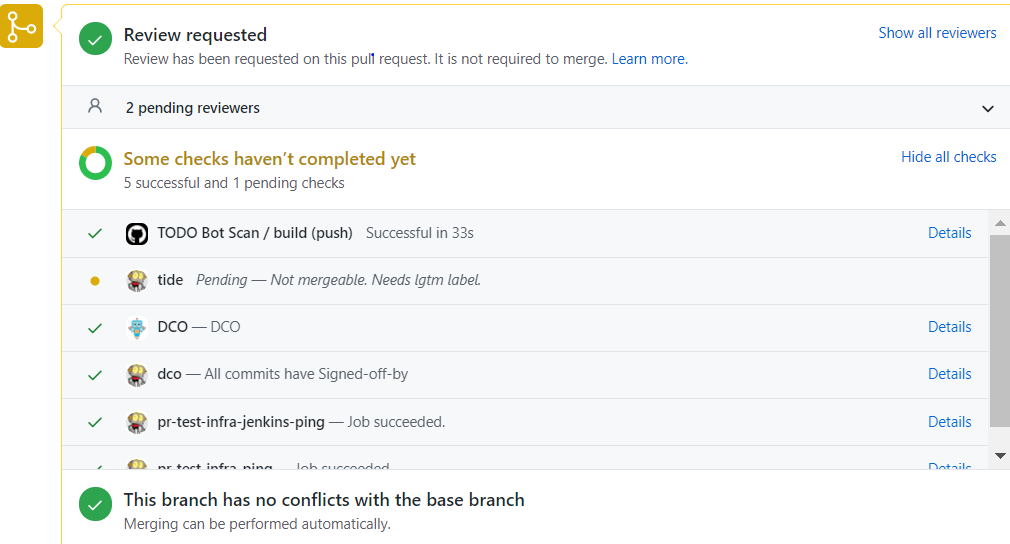 Review requested
Show all reviewers
Review has been requested on this pull request. It is not required to merge. Learn more.
2 pending reviewers
Some checks haven’t completed yet
Hide all checks
5 successful and 1 pending checks
TODO Bot Scan / build (push) Successful in 33s
Details
tide Pending — Not mergeable. Needs lgtm label.
DCO — DCO
Details
dco — All commits have Signed-off-by
Details
pr-test-infra-jenkins-ping — Job succeeded.
Details
pr-test-infra-ping — Job succeeded.
Details
This branch has no conflicts with the base branch
Merging can be performed automatically.